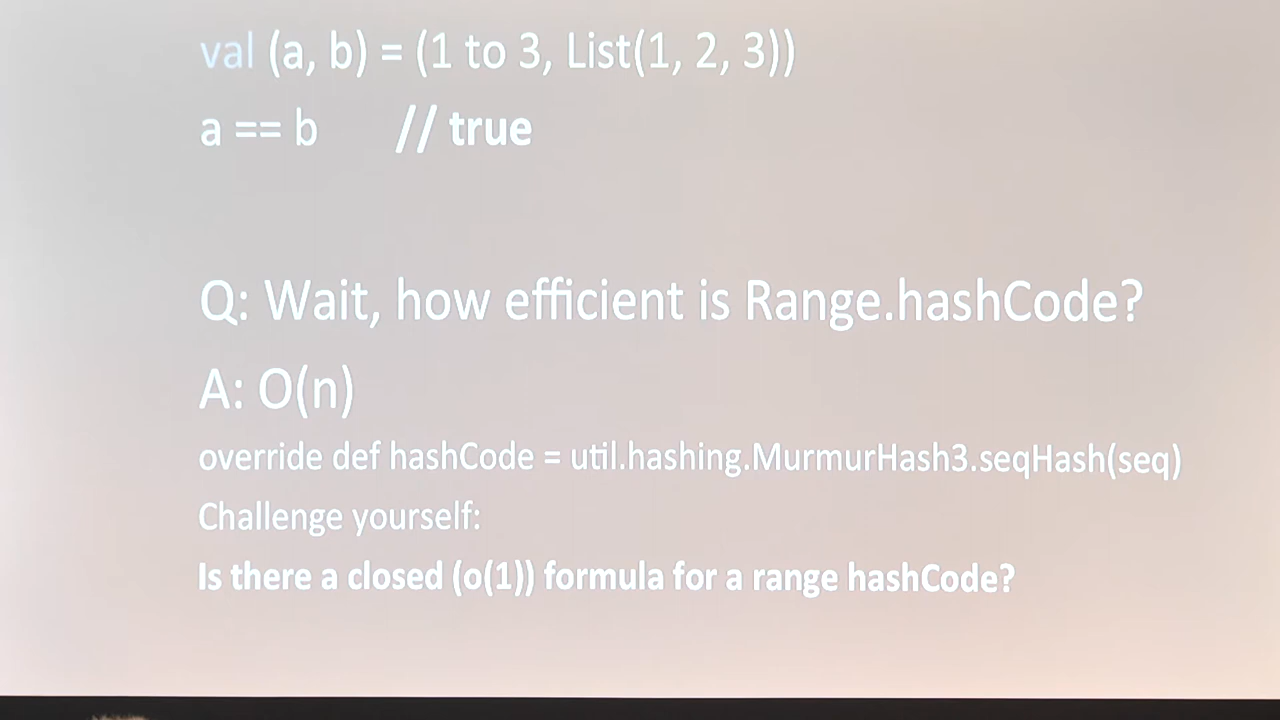 val (a, b) = (1 to 3, List(1, 2, 3))
a == b // true
Q: Wait, how efficient is Range.hashCode?
A: O(n)
override def hashCode = util.hashing.MurmurHash3.seqHash(seq)
Challenge yourself:
Is there a closed (o(1)) formula for a range hashCode?